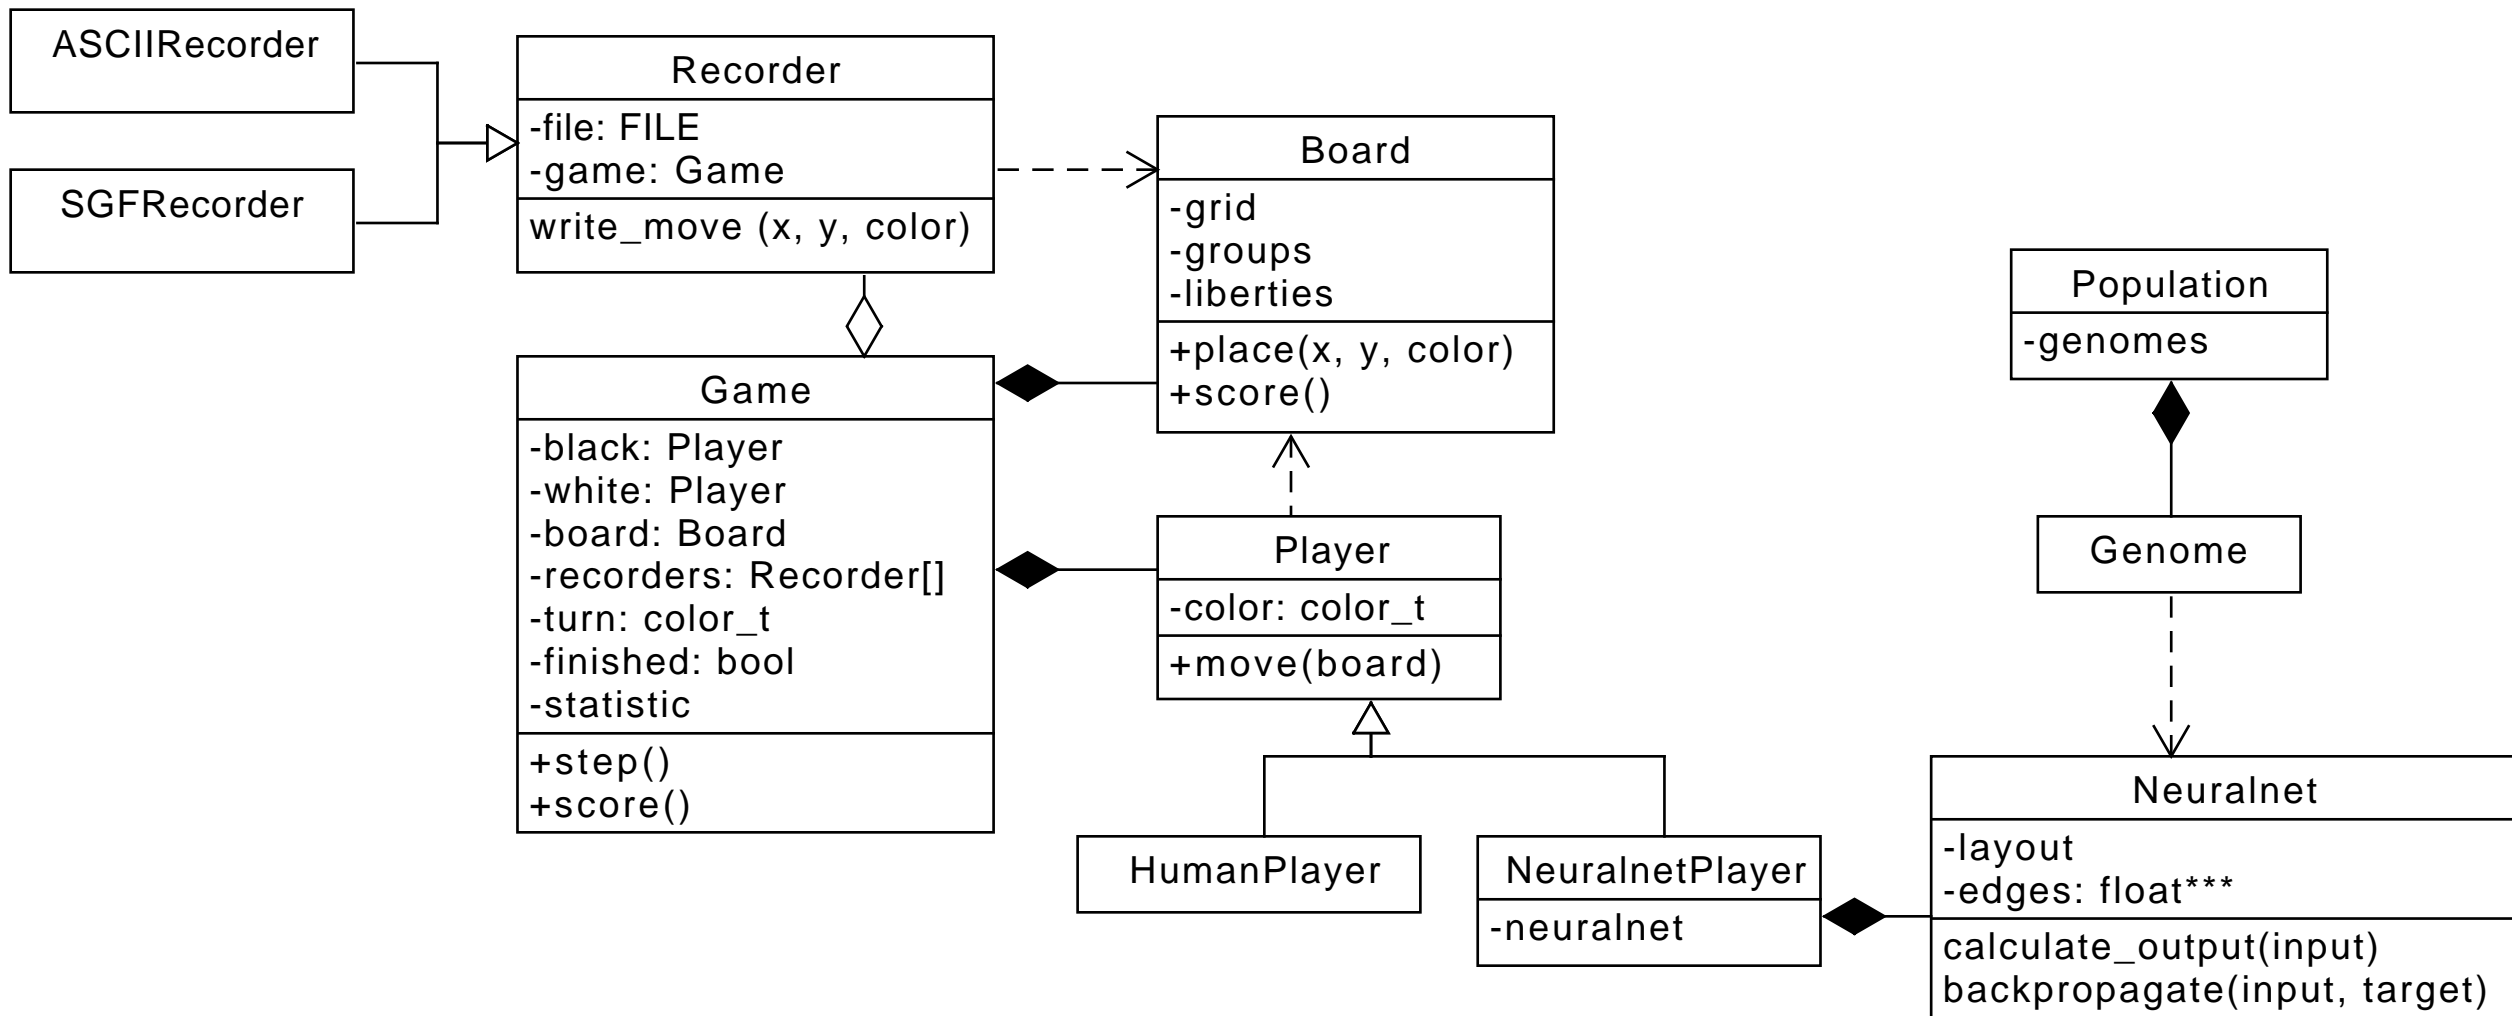 ASCIIRecorder
SGFRecorder
Recorder
-file: FILE
-game: Game
write_move (x, y, color)
Game
-black: Player
-white: Player
-board: Board
-recorders: Recorder[]
-turn: color_t
-finished: bool
-statistic
+step()
+score()
Board
-grid
-groups
-liberties
+place(x, y, color)
+score()
Player
-color: color_t
+move(board)
HumanPlayer
NeuralnetPlayer
-neuralnet
Population
-genomes
Genome
Neuralnet
-layout
-edges: float***
calculate_output(input)
backpropagate(input, target)